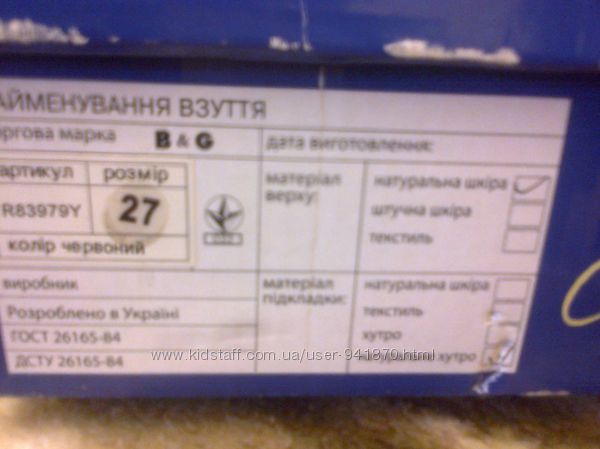 АЙМЕНУВАННЯ ВЗУТТЯ
оргова марка B & G
дата виготовлення:
артикул розмір
R83979Y 27
колір червоний
матеріал верху:
натуральна шкіра
штучна шкіра
текстиль
виробник
Розроблено в Україні
ГОСТ 26165-84
ДСТУ 26165-84
матеріал підкладки:
натуральна шкіра
текстиль
хутро
натуральне хутро
www.kidstaff.com.ua/user-941870.html